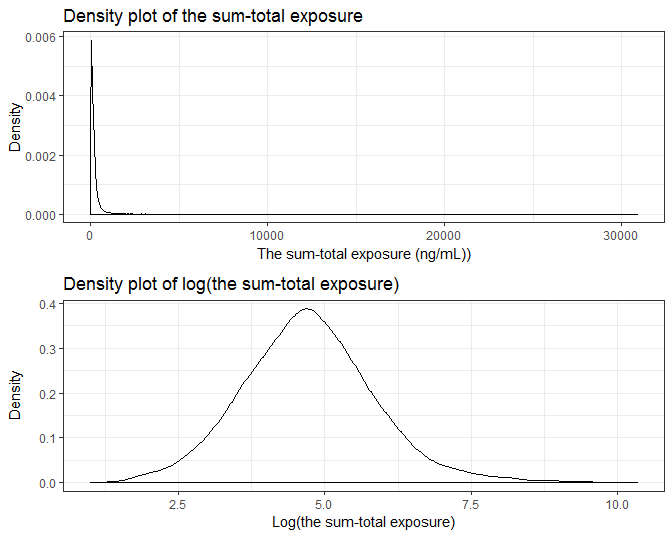 Density plot of the sum-total exposure
0.006
0.004
0.002
0.000
Density
0
10000
20000
30000
The sum-total exposure (ng/mL))
Density plot of log(the sum-total exposure)
0.4
0.3
0.2
0.1
0.0
Density
2.5
5.0
7.5
10.0
Log(the sum-total exposure)